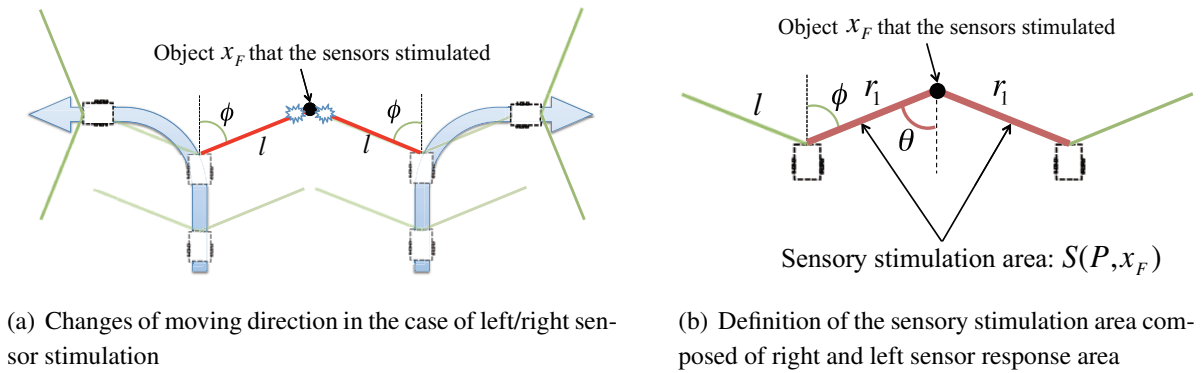 Object x_F that the sensors stimulated
ϕ
ϕ
l
l
(a) Changes of moving direction in the case of left/right sen-
sor stimulation
Object x_F that the sensors stimulated
l
ϕ
r_1
r_1
θ
Sensory stimulation area: S(P,x_F)
(b) Definition of the sensory stimulation area com-
posed of right and left sensor response area